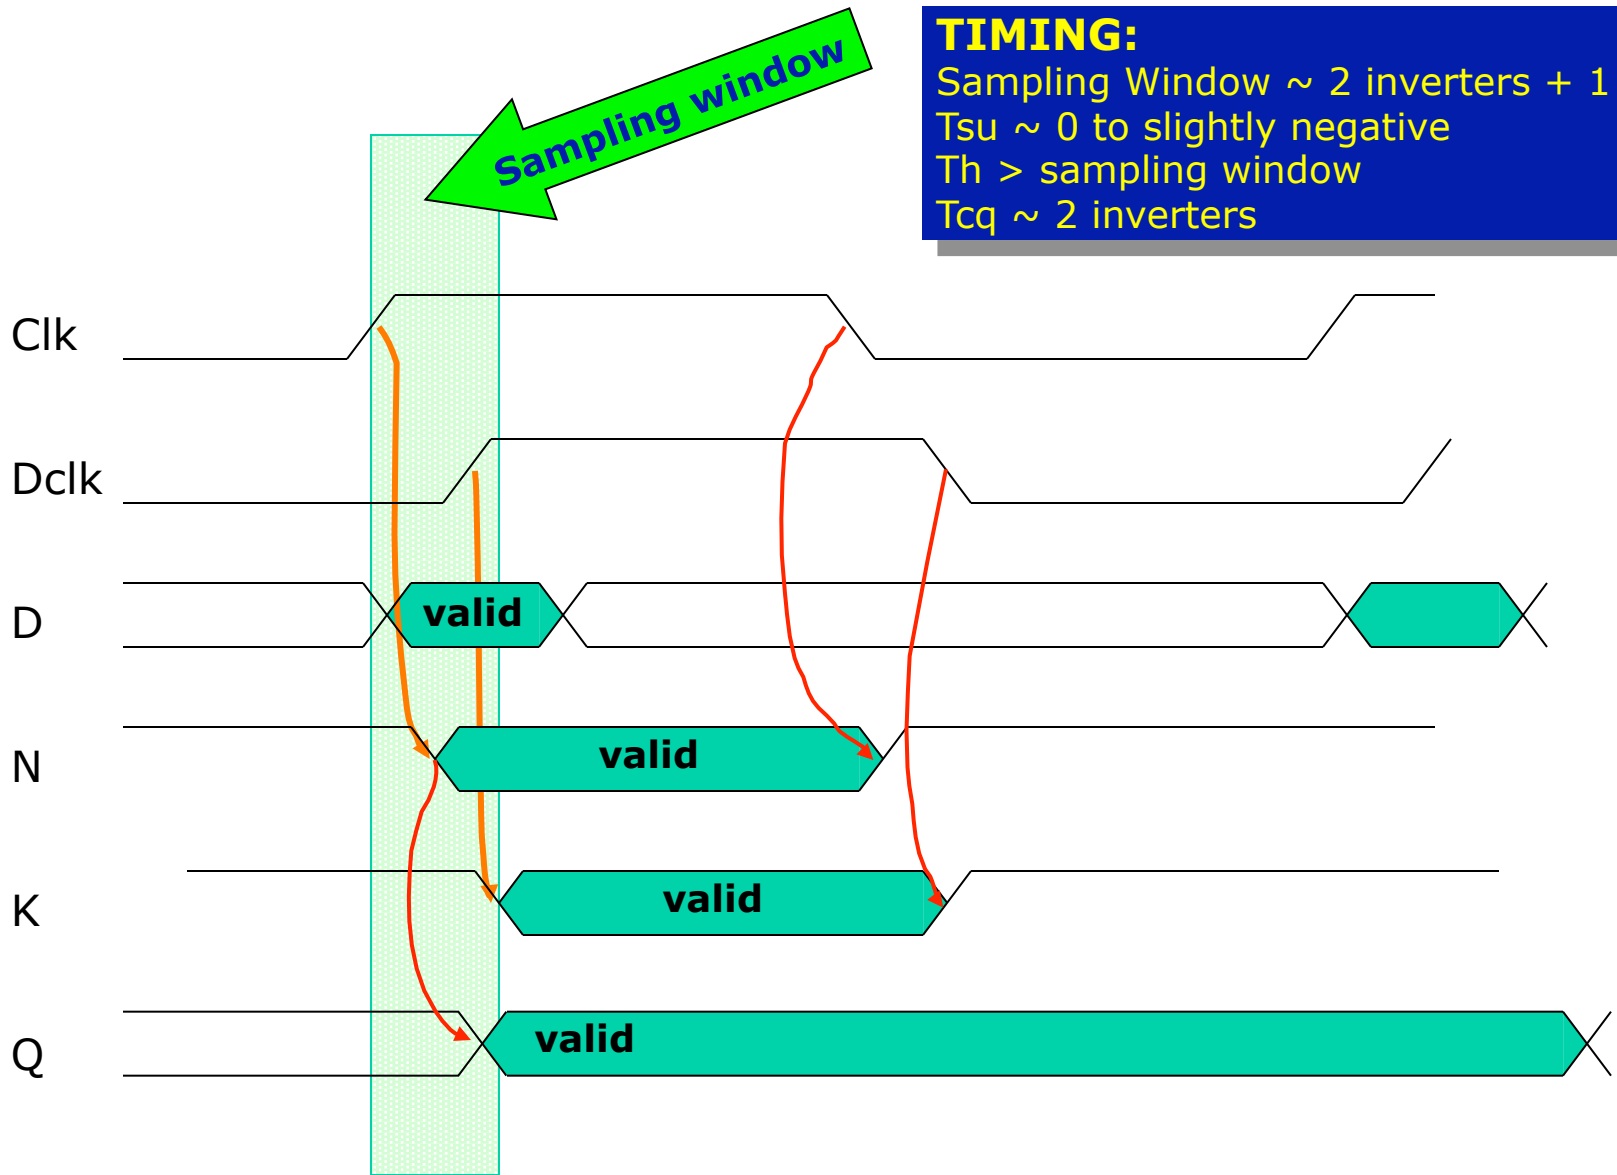 Sampling window
TIMING:
Sampling Window ~ 2 inverters + 1
Tsu ~ 0 to slightly negative
Th > sampling window
Tcq ~ 2 inverters
Clk
Dclk
D
valid
N
valid
K
valid
Q
valid